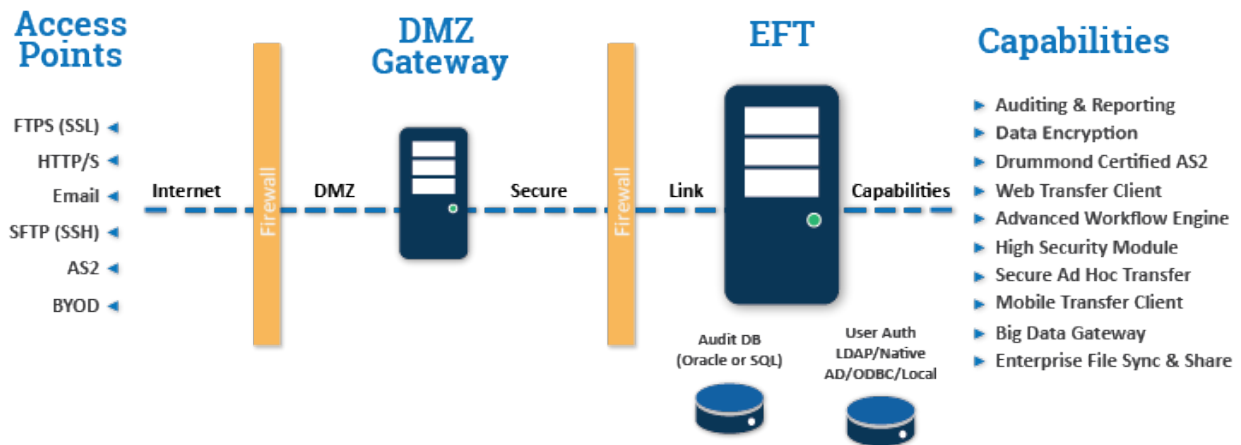 Access
Points
FTPS (SSL)
HTTP/S
Email
SFTP (SSH)
AS2
BYOD
Internet
Firewall
DMZ
DMZ
Gateway
Secure
Firewall
Link
EFT
Audit DB
(Oracle or SQL)
User Auth
LDAP/Native
AD/ODBC/Local
Capabilities
Capabilities
Auditing & Reporting
Data Encryption
Drummond Certified AS2
Web Transfer Client
Advanced Workflow Engine
High Security Module
Secure Ad Hoc Transfer
Mobile Transfer Client
Big Data Gateway
Enterprise File Sync & Share